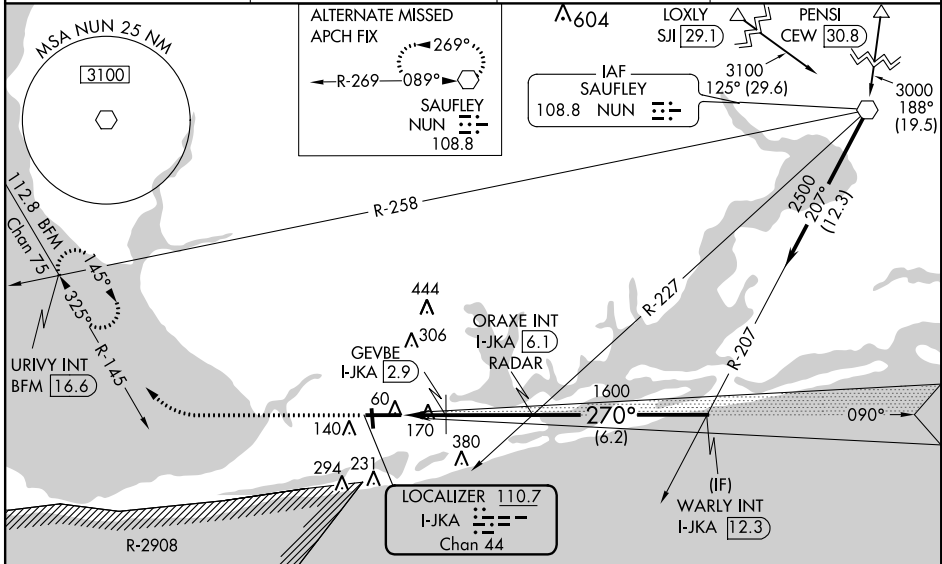 MSA NUN 25 NM
3100
ALTERNATE MISSED
APCH FIX
269°
R-269
089°
SAUFLEY
NUN
108.8
604
LOXLY
SJI 29.1
PENSI
CEW 30.8
3100
125° (29.6)
3000
188°
(19.5)
IAF
SAUFLEY
108.8 NUN
2500
207°
(12.3)
R-258
R-227
R-207
112.8 BFM
Chan 75
145°
325°
R-145
URIVY INT
BFM 16.6
444
306
GEVBE
I-JKA 2.9
ORAXE INT
I-JKA 6.1
RADAR
1600
270°
(6.2)
090°
60
140
170
380
294
231
(IF)
WARLY INT
I-JKA 12.3
LOCALIZER 110.7
I-JKA
Chan 44
R-2908